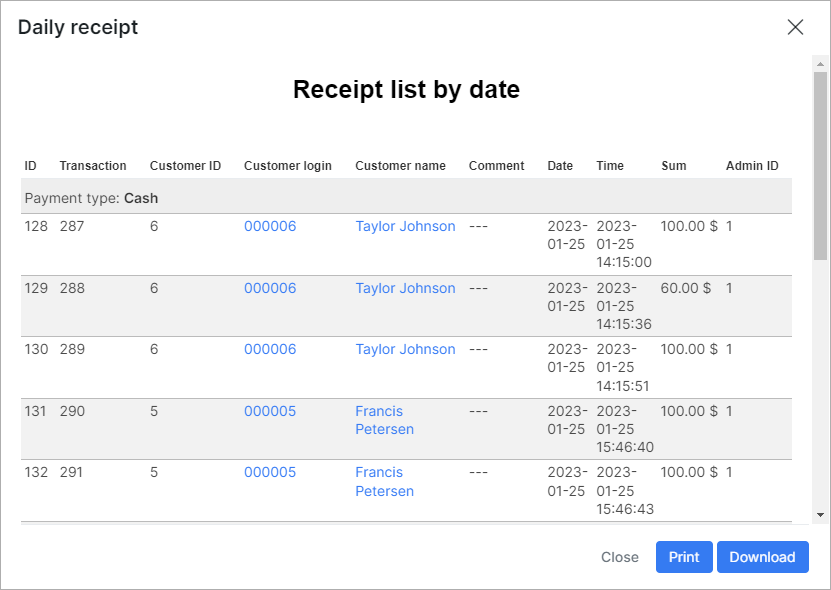 Daily receipt
Receipt list by date
ID Transaction Customer ID Customer login Customer name Comment Date Time Sum Admin ID
Payment type: Cash
128 287 6 000006 Taylor Johnson --- 2023-01-25 2023-01-25 14:15:00 100.00 $ 1
129 288 6 000006 Taylor Johnson --- 2023-01-25 2023-01-25 14:15:36 60.00 $ 1
130 289 6 000006 Taylor Johnson --- 2023-01-25 2023-01-25 14:15:51 100.00 $ 1
131 290 5 000005 Francis Petersen --- 2023-01-25 2023-01-25 15:46:40 100.00 $ 1
132 291 5 000005 Francis Petersen --- 2023-01-25 2023-01-25 15:46:43 100.00 $ 1
Close Print Download